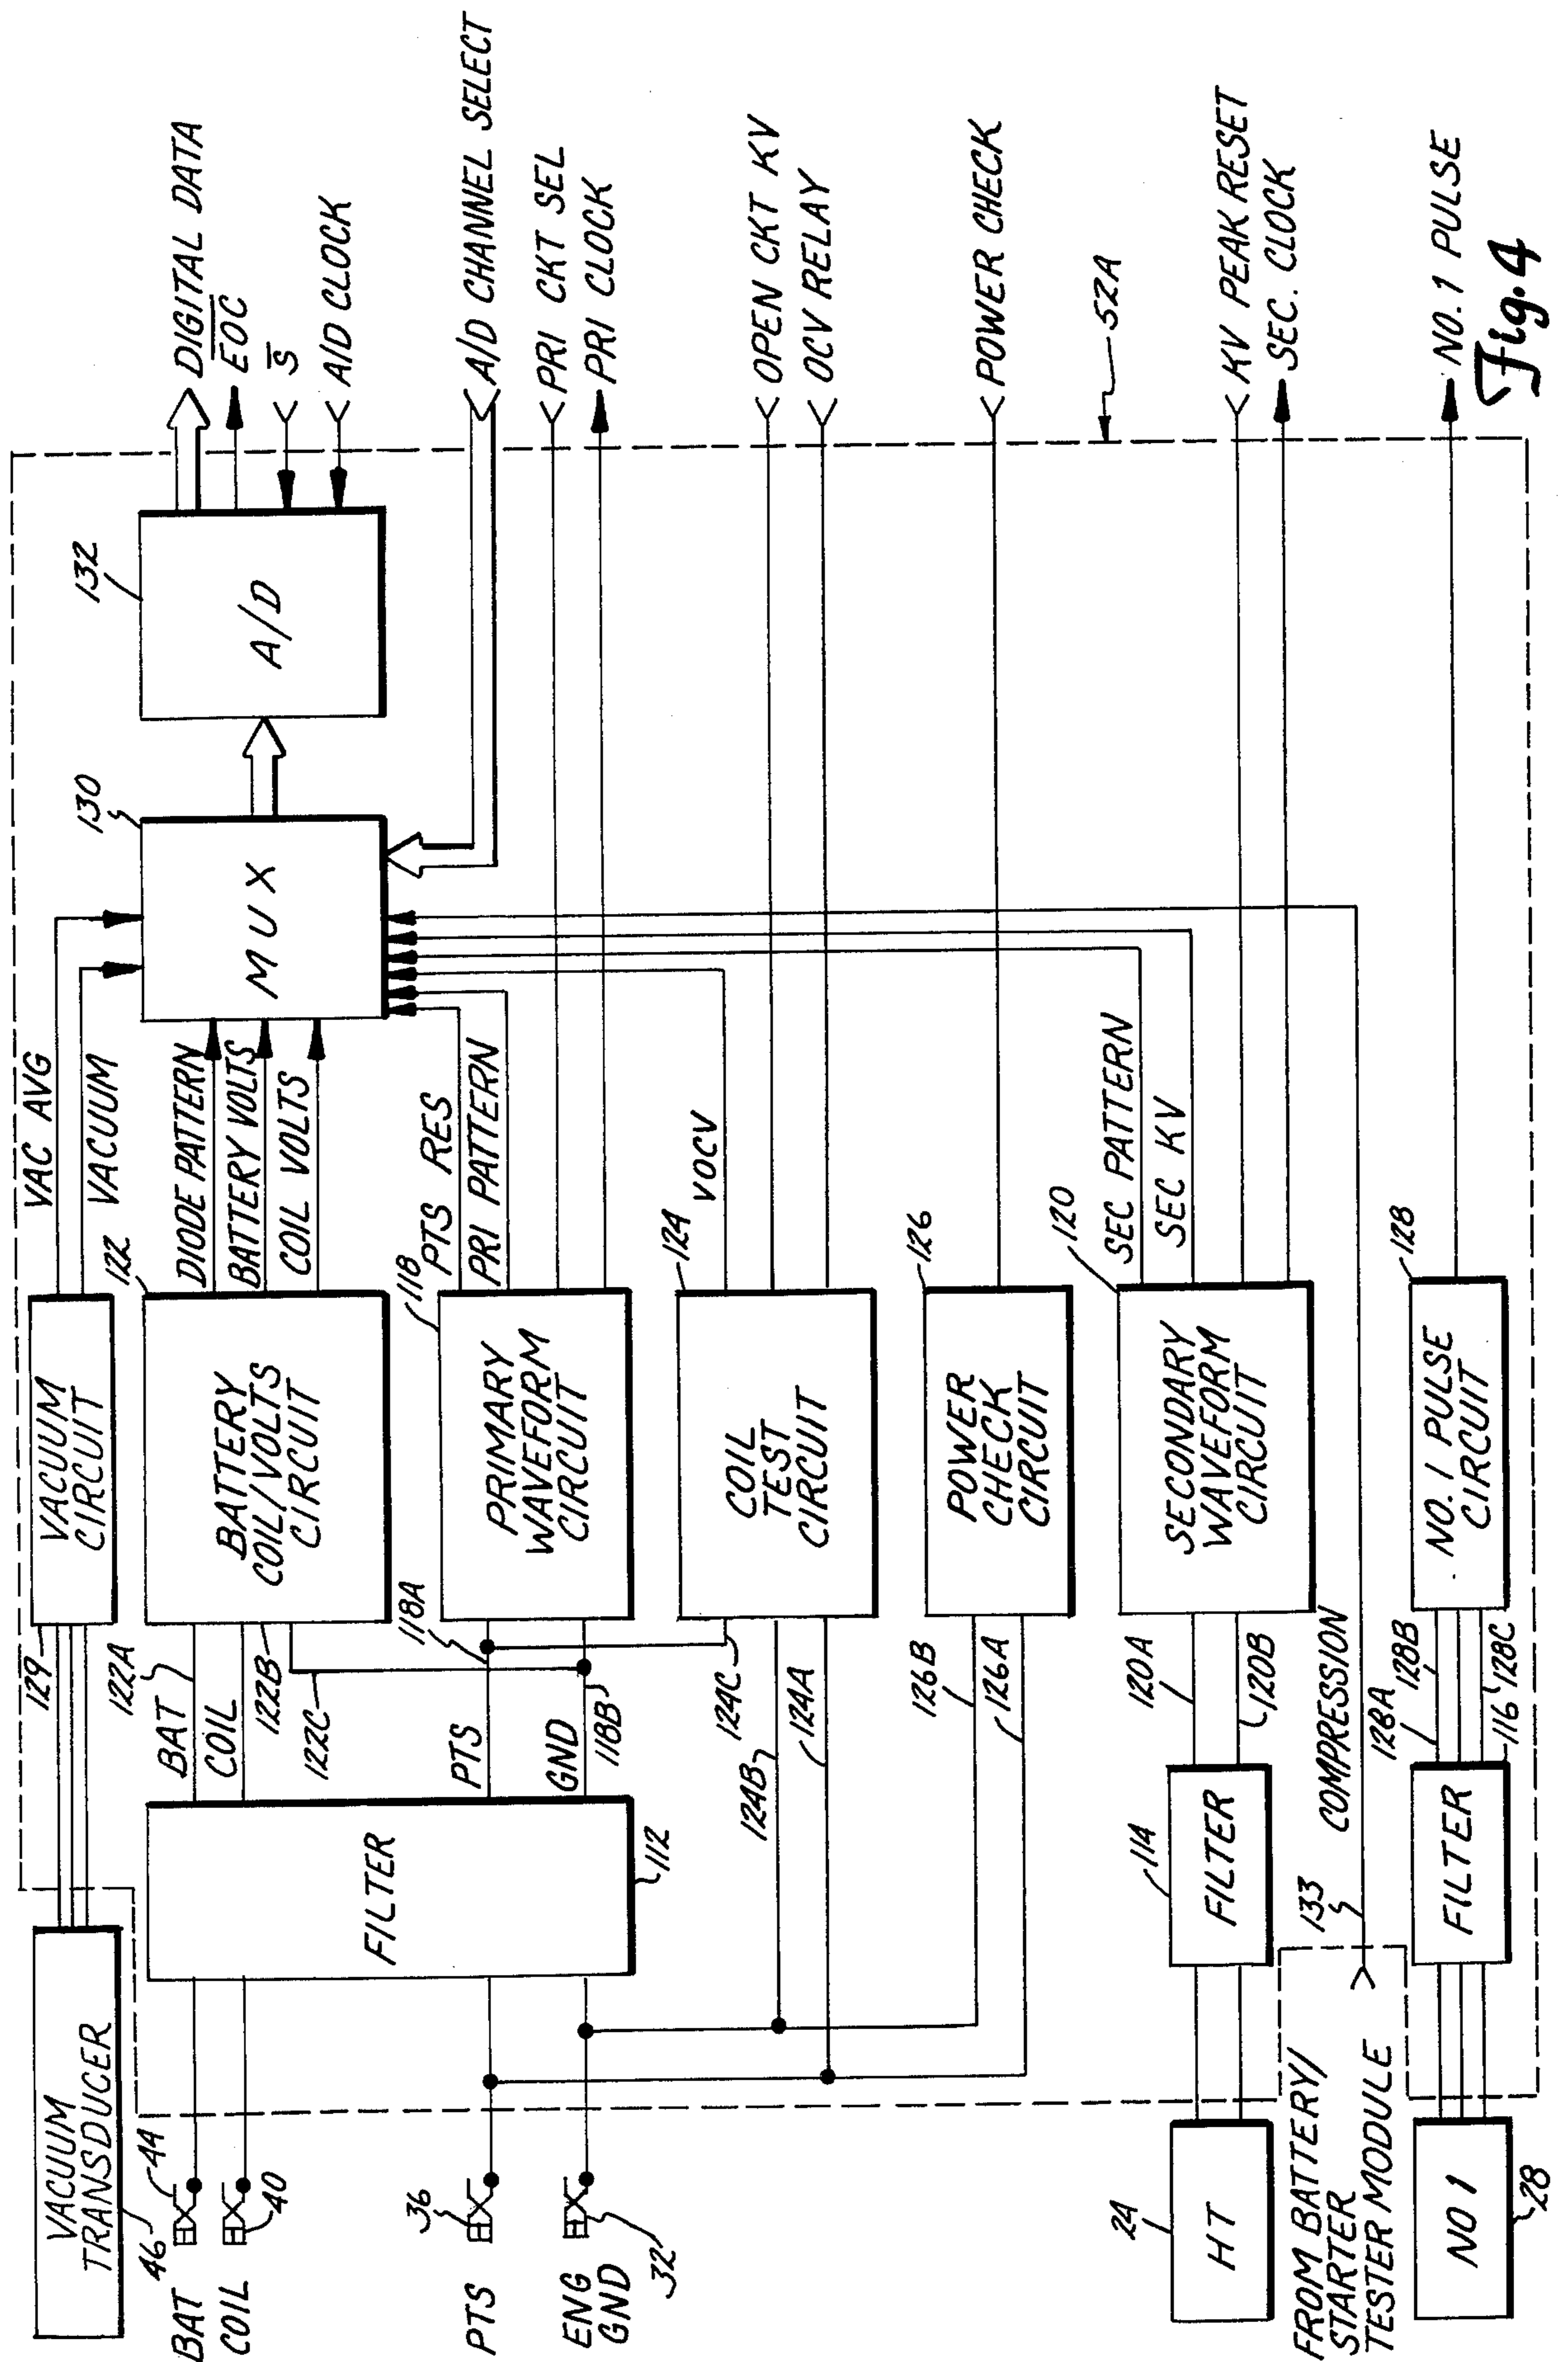 VACUUM
TRANSDUCER
46
BAT
44
COIL
40
PTS
36
ENG
GND
32
24
HT
FROM BATTERY/
STARTER
TESTER MODULE
NO 1
28
FILTER
112
114
FILTER
133
COMPRESSION
FILTER
116
129
122A
BAT
COIL
122B
122C
118A
PTS
GND
118B
124C
124B
124A
126B
126A
120A
120B
128A
128B
128C
VACUUM
CIRCUIT
122
BATTERY
COIL/VOLTS
CIRCUIT
118
PRIMARY
WAVEFORM
CIRCUIT
124
COIL
TEST
CIRCUIT
126
POWER
CHECK
CIRCUIT
120
SECONDARY
WAVEFORM
CIRCUIT
128
NO. 1 PULSE
CIRCUIT
VAC AVG
VACUUM
DIODE PATTERN
BATTERY VOLTS
COIL VOLTS
PTS RES
PRI PATTERN
VOCV
SEC PATTERN
SEC KV
130
MUX
132
A/D
DIGITAL DATA
EOC
S
A/D CLOCK
A/D CHANNEL SELECT
PRI CKT SEL
PRI CLOCK
OPEN CKT KV
OCV RELAY
POWER CHECK
52A
KV PEAK RESET
SEC. CLOCK
NO. 1 PULSE
Fig. 4